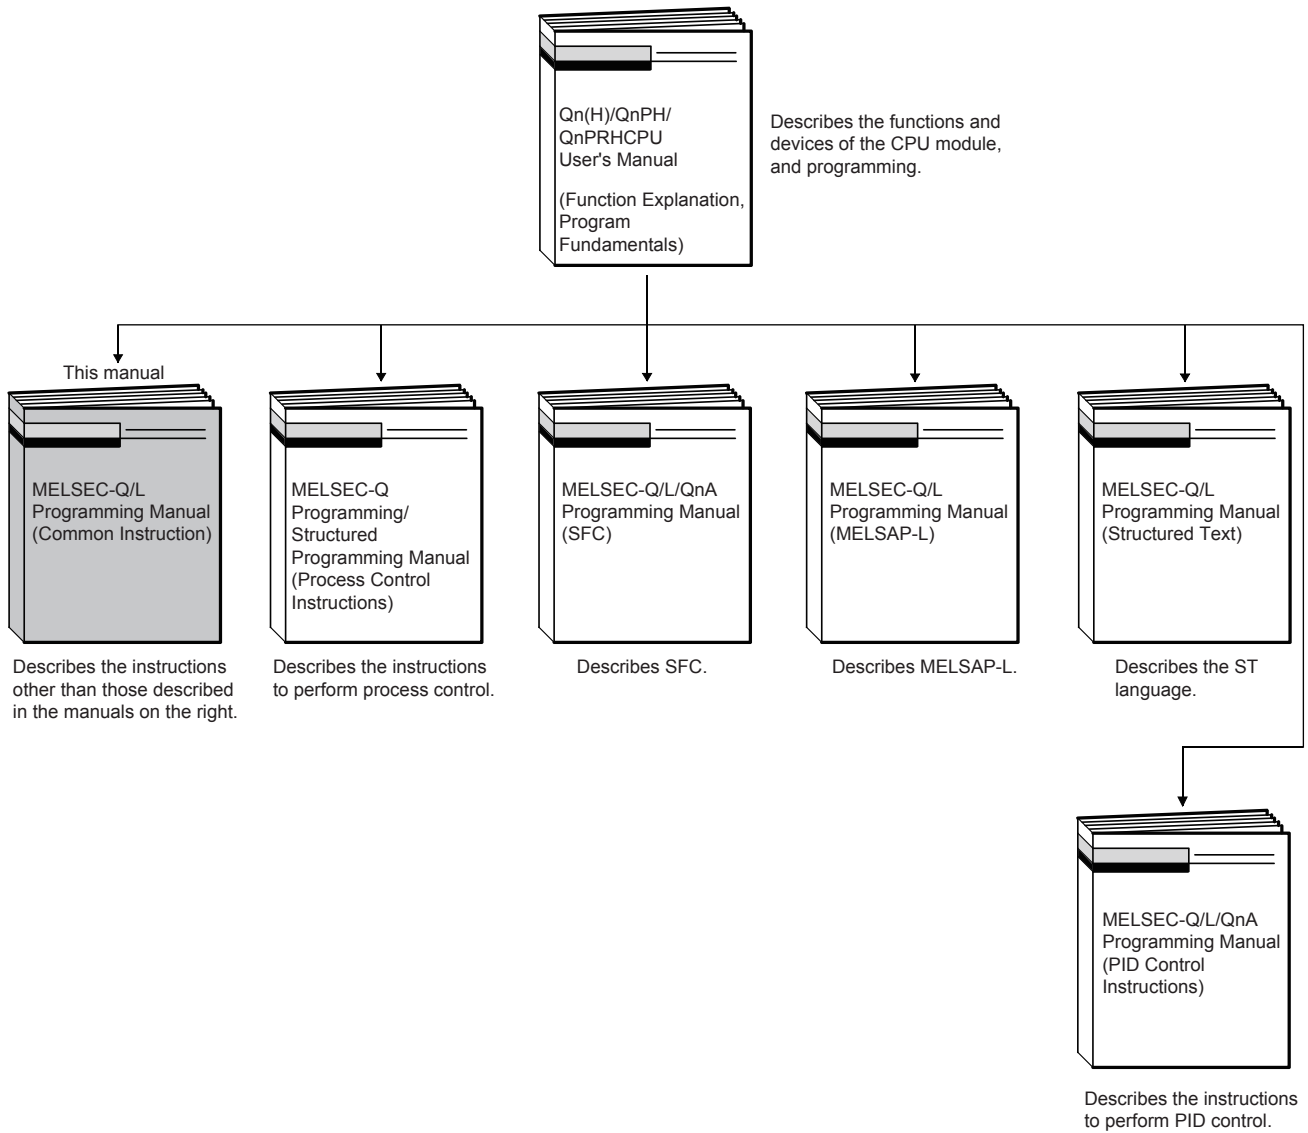 Qn(H)/QnPH/
QnPRHCPU
User's Manual
(Function Explanation,
Program
Fundamentals)
Describes the functions and
devices of the CPU module,
and programming.
This manual
MELSEC-Q/L
Programming Manual
(Common Instruction)
Describes the instructions
other than those described
in the manuals on the right.
MELSEC-Q
Programming/
Structured
Programming Manual
(Process Control
Instructions)
Describes the instructions
to perform process control.
MELSEC-Q/L/QnA
Programming Manual
(SFC)
Describes SFC.
MELSEC-Q/L
Programming Manual
(MELSAP-L)
Describes MELSAP-L.
MELSEC-Q/L
Programming Manual
(Structured Text)
Describes the ST
language.
MELSEC-Q/L/QnA
Programming Manual
(PID Control
Instructions)
Describes the instructions
to perform PID control.